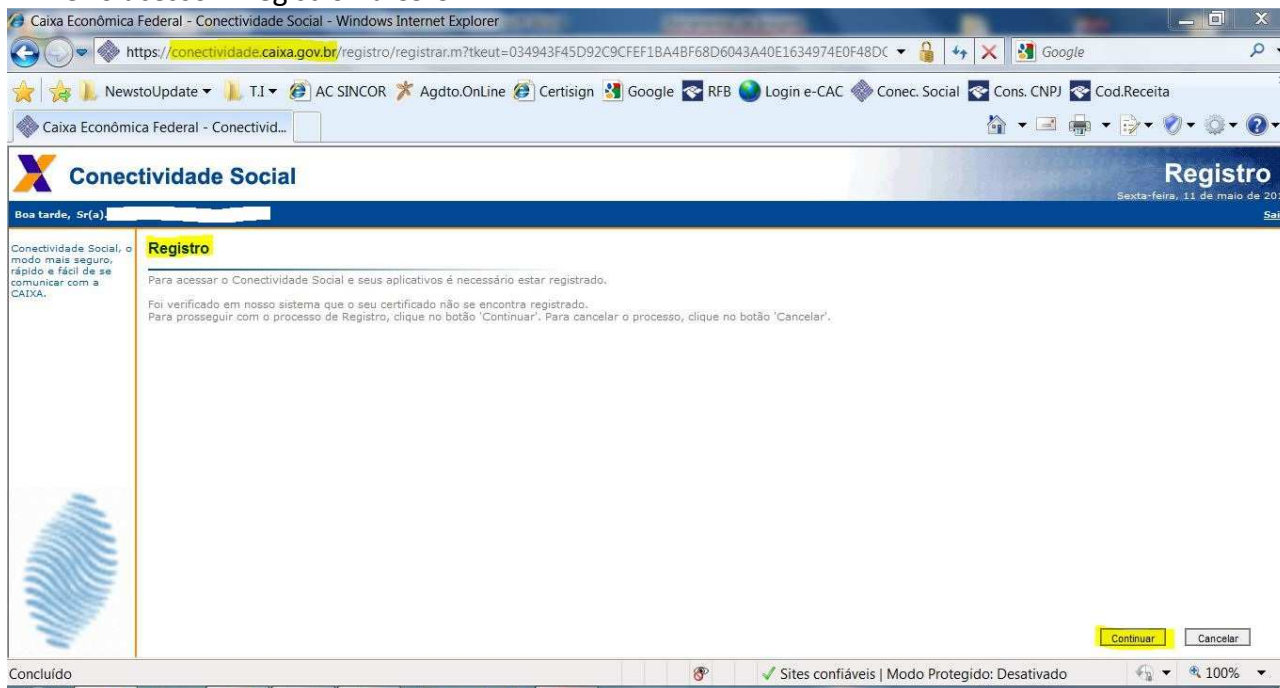 Caixa Econômica Federal - Conectividade Social - Windows Internet Explorer
https://conectividade.caixa.gov.br/registro/registrar.m?tkeut=034943F45D92C9CFEF1BA4BF68D6043A40E1634974E0F48DC
Google
NewstoUpdate T.I AC SINCOR Agdto.OnLine Certisign Google RFB Login e-CAC Conec. Social Cons. CNPJ Cod.Receita
Caixa Econômica Federal - Conectivid...
Conectividade Social
Registro
Sexta-feira, 11 de maio de
Boa tarde, Sr(a).
Sai
Conectividade Social, o
modo mais seguro,
rápido e fácil de se
comunicar com a
CAIXA.
Registro
Para acessar o Conectividade Social e seus aplicativos é necessário estar registrado.
Foi verificado em nosso sistema que o seu certificado não se encontra registrado.
Para prosseguir com o processo de Registro, clique no botão 'Continuar'. Para cancelar o processo, clique no botão 'Cancelar'.
Continuar Cancelar
Concluído
Sites confiáveis | Modo Protegido: Desativado
100%